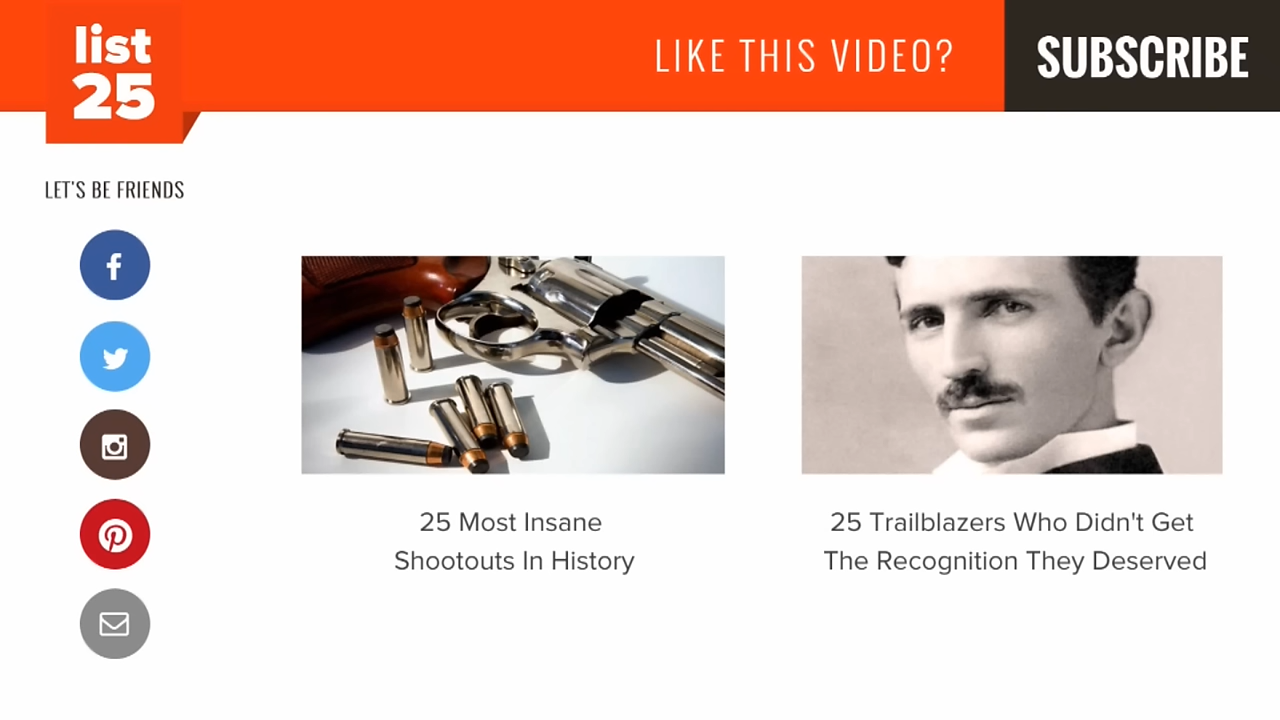 list
25
LIKE THIS VIDEO?
SUBSCRIBE
LET'S BE FRIENDS
25 Most Insane
Shootouts In History
25 Trailblazers Who Didn't Get
The Recognition They Deserved